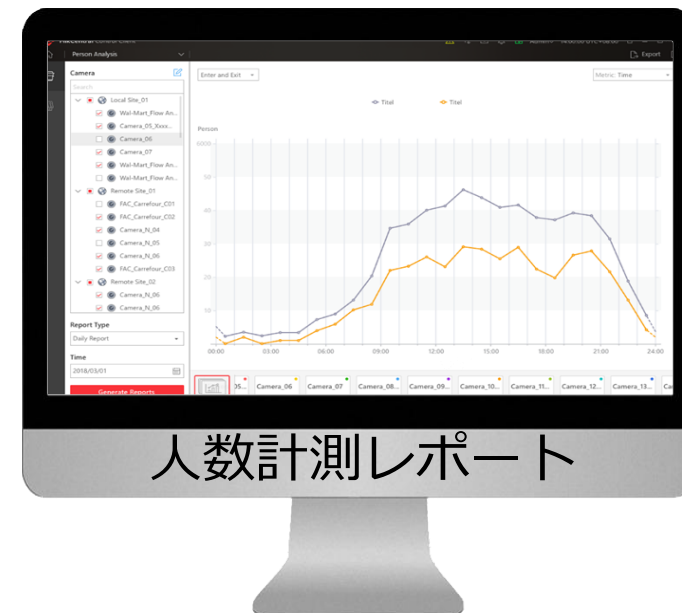 Person Analysis
Export
Camera
Search
Local Site_01
Wal-Mart_Flow An...
Camera_05_Xxxx...
Camera_06
Camera_07
Wal-Mart_Flow An...
Wal-Mart_Flow An...
Remote Site_01
FAC_Carrefour_C01
FAC_Carrefour_C02
Camera_N_04
Camera_N_05
Camera_N_06
FAC_Carrefour_C03
Remote Site_02
Camera_N_06
Camera_N_06
Report Type
Daily Report
Time
2018/03/01
Generate Reports
Enter and Exit
Metric: Time
Titel
Titel
Person
6000
50
40
30
20
10
00:00 03:00 06:00 09:00 12:00 15:00 18:00 21:00 24:00
Camera_06 Camera_07 Camera_08... Camera_09... Camera_10... Camera_11... Camera_12... Camera_13...
人数計測レポート